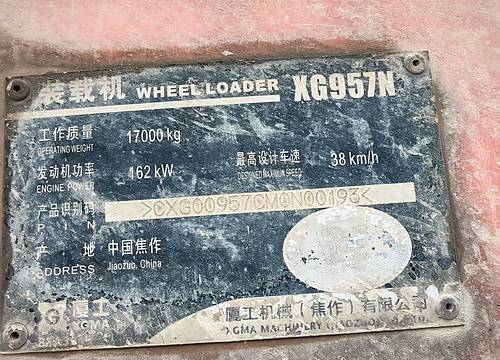 装载机 WHEEL LOADER XG957N
工作质量 17000 kg
OPERATING WEIGHT
发动机功率 162 kW 最高设计车速 38 km/h
ENGINE POWER DESIGNED MAXIMUM SPEED
产品识别码 >CXG00957CM0N00193<
P I N
产 地 中国焦作
ADDRESS Jiaozuo, China
厦工 厦工机械（焦作）有限公司
XGMA XGMA MACHINERY (JIAOZUO) CO., LTD.